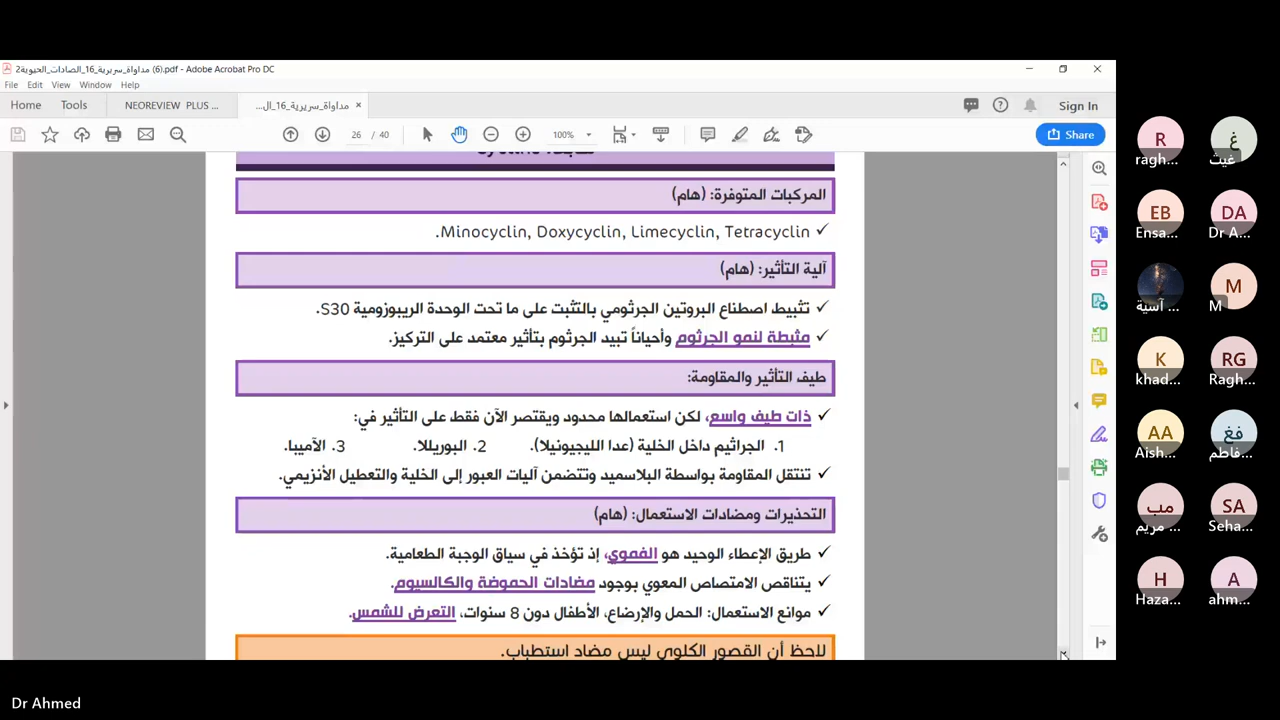 مداواة_سريرية_16_الصادات_الحيوية2 (6).pdf - Adobe Acrobat Pro DC
File Edit View Window Help
Home Tools NEOREVIEW PLUS ... مداواة_سريرية_16_ال... × Sign In
26 / 40 100% Share
المركبات المتوفرة: (هام)
✓ Minocyclin, Doxycyclin, Limecyclin, Tetracyclin.
آلية التأثير: (هام)
✓ تثبيط اصطناع البروتين الجرثومي بالتثبت على ما تحت الوحدة الريبوزومية S30.
✓ مثبطة لنمو الجرثوم وأحياناً تبيد الجرثوم بتأثير معتمد على التركيز.
طيف التأثير والمقاومة:
✓ ذات طيف واسع، لكن استعمالها محدود ويقتصر الآن فقط على التأثير في:
1. الجراثيم داخل الخلية (عدا الليجيونيلا). 2. البوريللا. 3. الآميبا.
✓ تنتقل المقاومة بواسطة البلاسميد وتتضمن آليات العبور إلى الخلية والتعطيل الأنزيمي.
التحذيرات ومضادات الاستعمال: (هام)
✓ طريق الإعطاء الوحيد هو الفموي، إذ تؤخذ في سياق الوجبة الطعامية.
✓ يتناقص الامتصاص المعوي بوجود مضادات الحموضة والكالسيوم.
✓ موانع الاستعمال: الحمل والإرضاع، الأطفال دون 8 سنوات، التعرض للشمس.
لاحظ أن القصور الكلوي ليس مضاد استطباب.
R غ
ragh... غيث
EB DA
Ensa... Dr A...
M
آسية ... M
K RG
khad... Ragh...
AA فغ
Aish... فاطم...
مب SA
مريم ... Seha...
H A
Haza... ahm...
Dr Ahmed